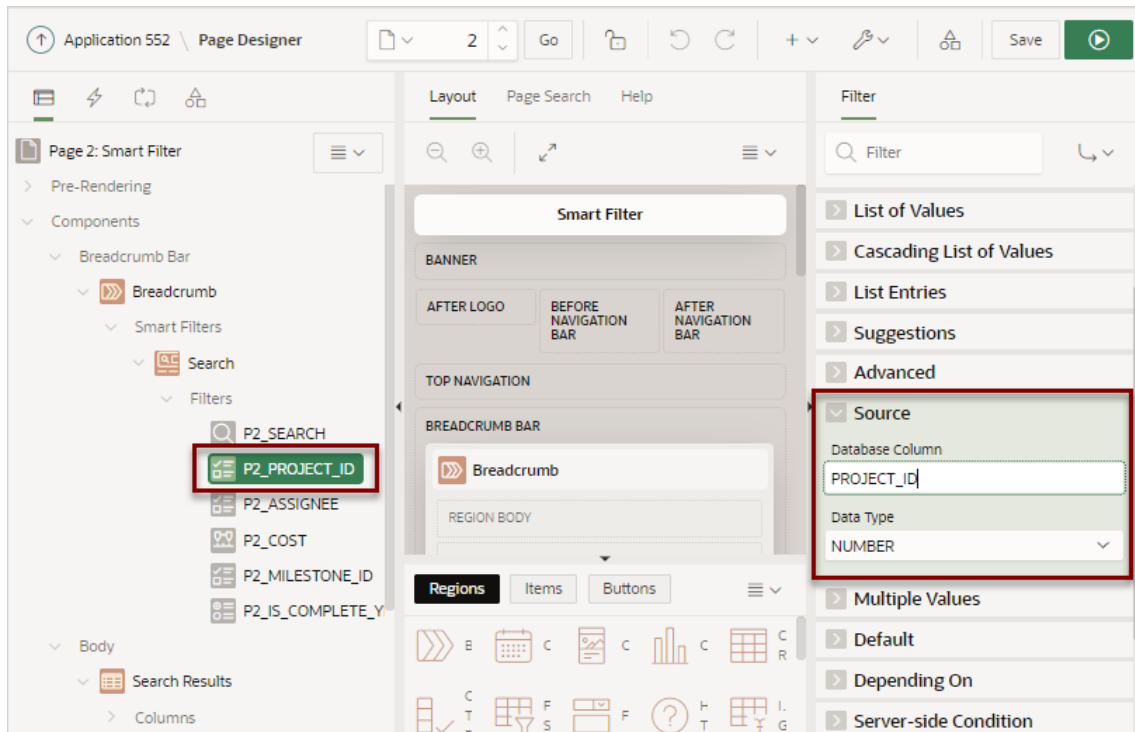 Application 552 \ Page Designer
2
Go
Save
Page 2: Smart Filter
Pre-Rendering
Components
Breadcrumb Bar
Breadcrumb
Smart Filters
Search
Filters
P2_SEARCH
P2_PROJECT_ID
P2_ASSIGNEE
P2_COST
P2_MILESTONE_ID
P2_IS_COMPLETE_Y
Body
Search Results
Columns
Layout Page Search Help
Smart Filter
BANNER
AFTER LOGO
BEFORE
NAVIGATION
BAR
AFTER
NAVIGATION
BAR
TOP NAVIGATION
BREADCRUMB BAR
Breadcrumb
REGION BODY
Regions Items Buttons
B C C C C
R
C
T
F
S
F
H
T
I.
G
Filter
Filter
List of Values
Cascading List of Values
List Entries
Suggestions
Advanced
Source
Database Column
PROJECT_ID
Data Type
NUMBER
Multiple Values
Default
Depending On
Server-side Condition